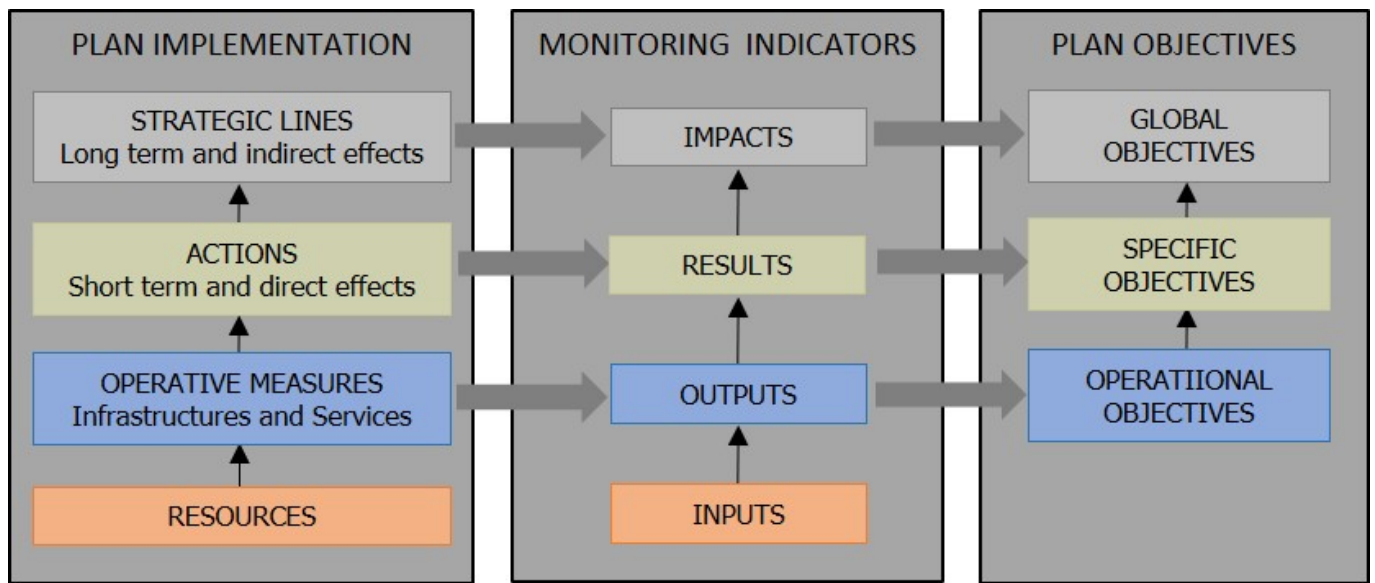 PLAN IMPLEMENTATION
STRATEGIC LINES
Long term and indirect effects
ACTIONS
Short term and direct effects
OPERATIVE MEASURES
Infrastructures and Services
RESOURCES
MONITORING INDICATORS
IMPACTS
RESULTS
OUTPUTS
INPUTS
PLAN OBJECTIVES
GLOBAL
OBJECTIVES
SPECIFIC
OBJECTIVES
OPERATIIONAL
OBJECTIVES